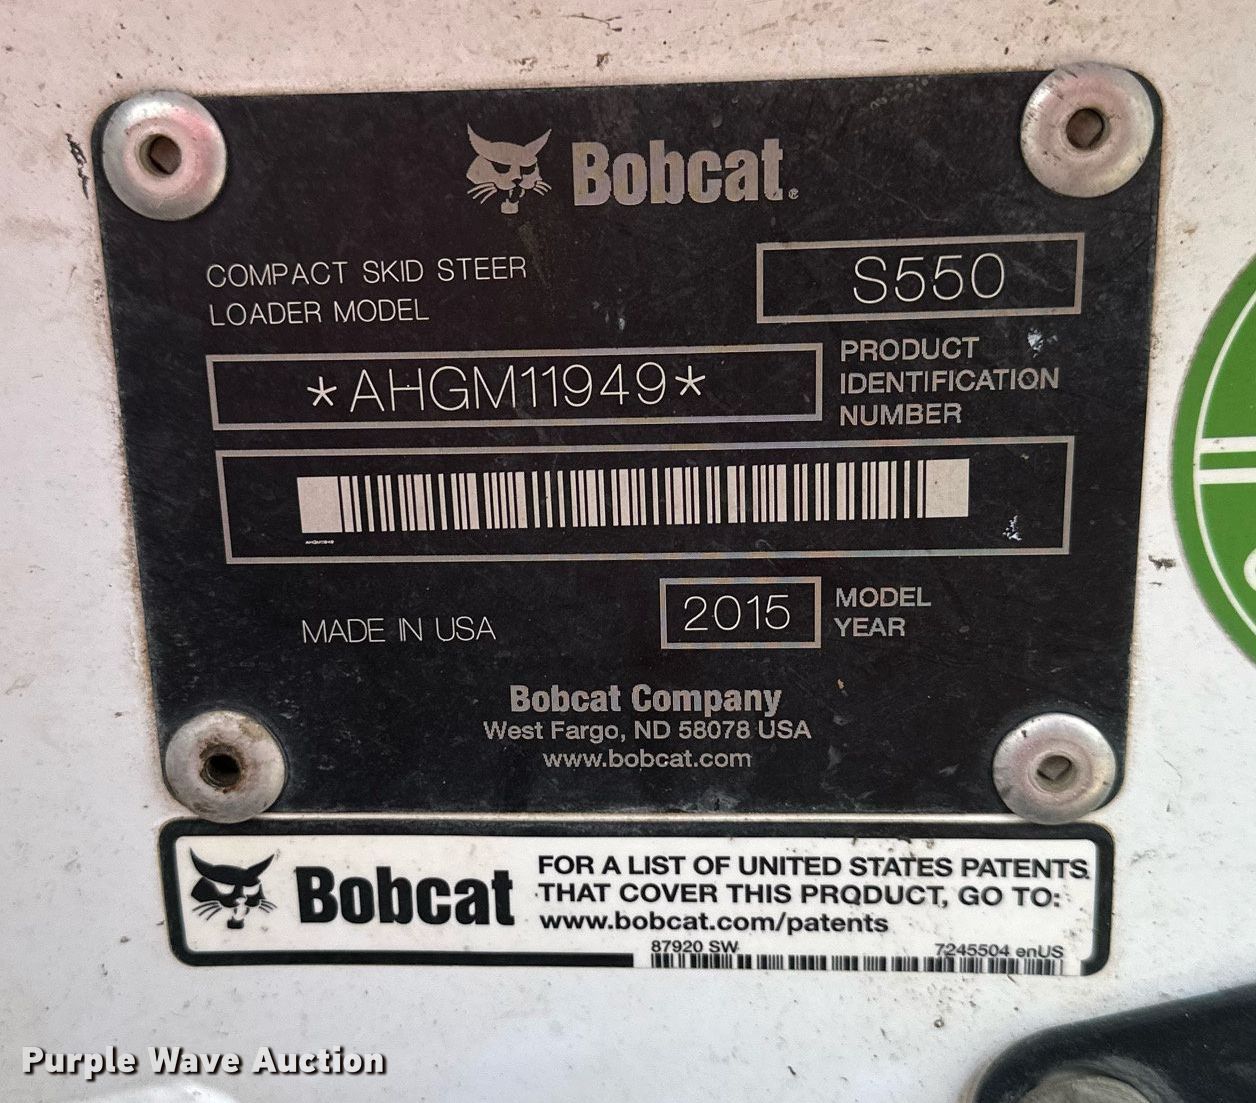 Bobcat®
COMPACT SKID STEER
LOADER MODEL
S550
*AHGM11949*
PRODUCT
IDENTIFICATION
NUMBER
AHGM11949
MADE IN USA
2015
MODEL
YEAR
Bobcat Company
West Fargo, ND 58078 USA
www.bobcat.com
Bobcat
FOR A LIST OF UNITED STATES PATENTS
THAT COVER THIS PRODUCT, GO TO:
www.bobcat.com/patents
87920 SW
7245504 enUS
Purple Wave Auction